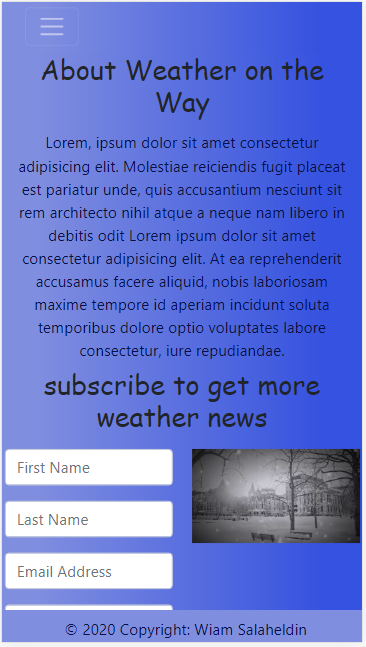 About Weather on the
Way
Lorem, ipsum dolor sit amet consectetur
adipisicing elit. Molestiae reiciendis fugit placeat
est pariatur unde, quis accusantium nesciunt sit
rem architecto nihil atque a neque nam libero in
debitis odit Lorem ipsum dolor sit amet
consectetur adipisicing elit. At ea reprehenderit
accusamus facere aliquid, nobis laboriosam
maxime tempore id aperiam incidunt soluta
temporibus dolore optio voluptates labore
consectetur, iure repudiandae.
subscribe to get more
weather news
First Name
Last Name
Email Address
© 2020 Copyright: Wiam Salaheldin